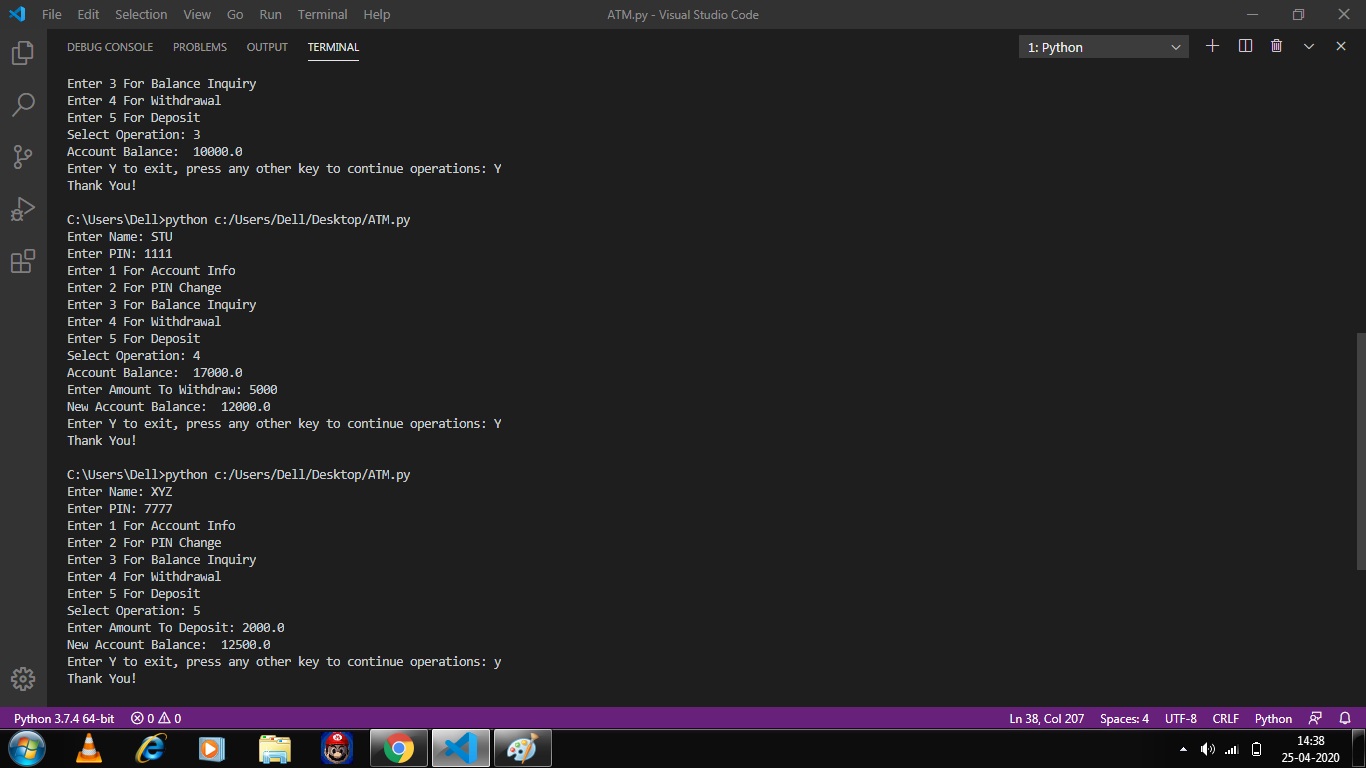 File Edit Selection View Go Run Terminal Help ATM.py - Visual Studio Code
DEBUG CONSOLE PROBLEMS OUTPUT TERMINAL 1: Python
Enter 3 For Balance Inquiry
Enter 4 For Withdrawal
Enter 5 For Deposit
Select Operation: 3
Account Balance:  10000.0
Enter Y to exit, press any other key to continue operations: Y
Thank You!
C:\Users\Dell>python c:/Users/Dell/Desktop/ATM.py
Enter Name: STU
Enter PIN: 1111
Enter 1 For Account Info
Enter 2 For PIN Change
Enter 3 For Balance Inquiry
Enter 4 For Withdrawal
Enter 5 For Deposit
Select Operation: 4
Account Balance:  17000.0
Enter Amount To Withdraw: 5000
New Account Balance:  12000.0
Enter Y to exit, press any other key to continue operations: Y
Thank You!
C:\Users\Dell>python c:/Users/Dell/Desktop/ATM.py
Enter Name: XYZ
Enter PIN: 7777
Enter 1 For Account Info
Enter 2 For PIN Change
Enter 3 For Balance Inquiry
Enter 4 For Withdrawal
Enter 5 For Deposit
Select Operation: 5
Enter Amount To Deposit: 2000.0
New Account Balance:  12500.0
Enter Y to exit, press any other key to continue operations: y
Thank You!
Python 3.7.4 64-bit 0 0 Ln 38, Col 207 Spaces: 4 UTF-8 CRLF Python
14:38
25-04-2020